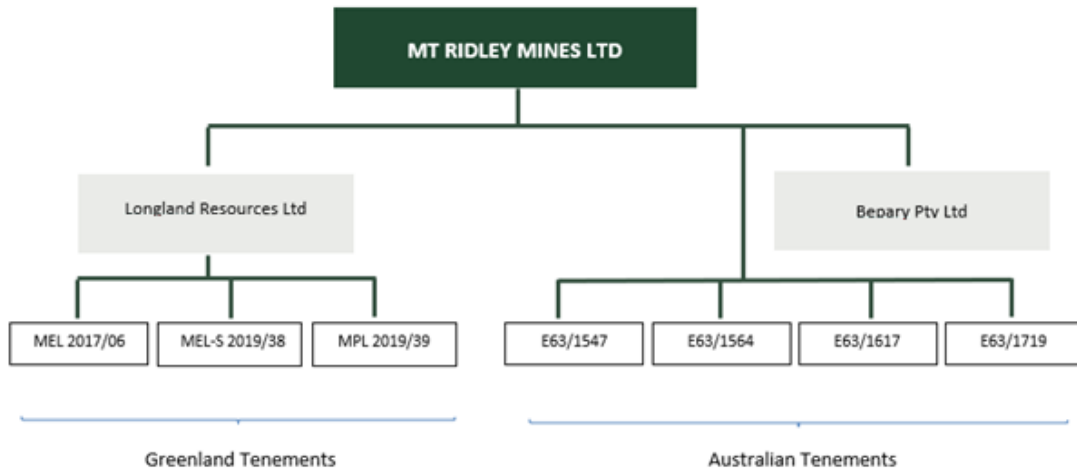 MT RIDLEY MINES LTD
Longland Resources Ltd
Bepary Pty Ltd
MEL 2017/06
MEL-S 2019/38
MPL 2019/39
E63/1547
E63/1564
E63/1617
E63/1719
Greenland Tenements
Australian Tenements